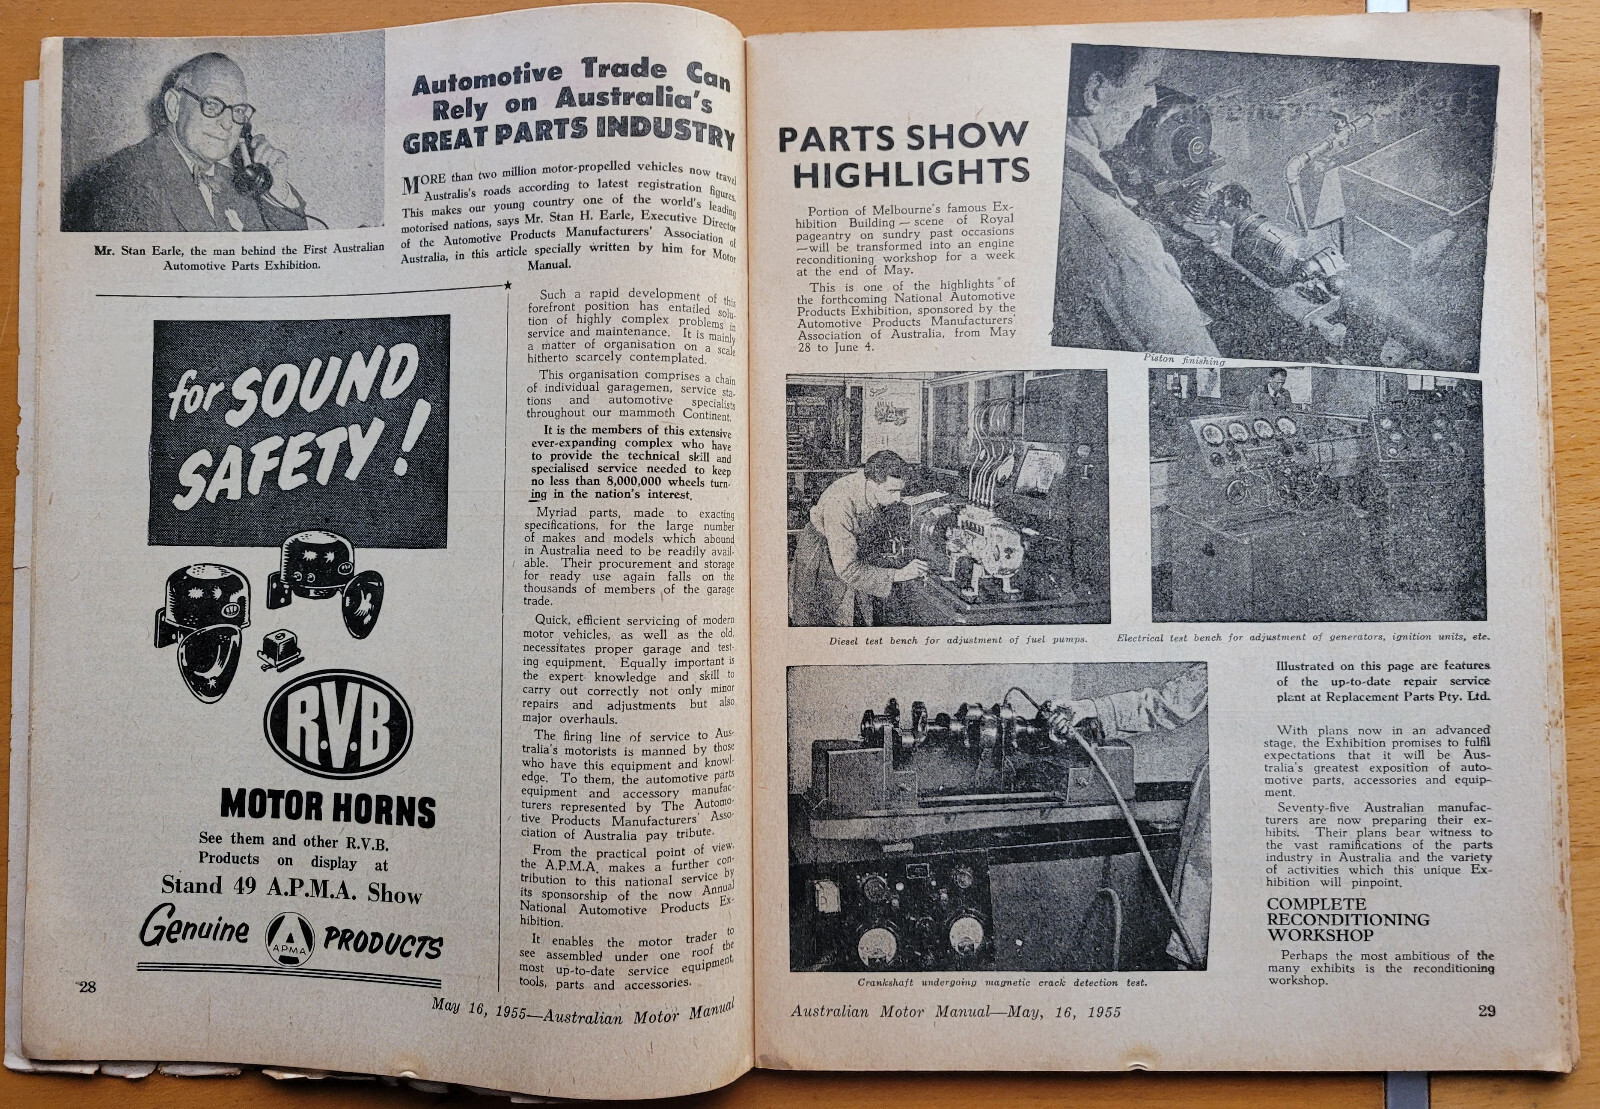 Mr. Stan Earle, the man behind the First Australian
Automotive Parts Exhibition.
Automotive Trade Can
Rely on Australia's
GREAT PARTS INDUSTRY
MORE than two million motor-propelled vehicles now travel
Australia's roads according to latest registration figures.
This makes our young country one of the world's leading
motorised nations, says Mr. Stan H. Earle, Executive Director
of the Automotive Products Manufacturers' Association of
Australia, in this article specially written by him for Motor
Manual.
for SOUND
SAFETY!
R.V.B
MOTOR HORNS
See them and other R.V.B.
Products on display at
Stand 49 A.P.M.A. Show
Genuine APMA PRODUCTS
28
Such a rapid development of this
forefront position has entailed solu-
tion of highly complex problems in
service and maintenance. It is mainly
a matter of organisation on a scale
hitherto scarcely contemplated.
This organisation comprises a chain
of individual garagemen, service sta-
tions and automotive specialists
throughout our mammoth Continent.
It is the members of this extensive
ever-expanding complex who have
to provide the technical skill and
specialised service needed to keep
no less than 8,000,000 wheels turn-
ing in the nation's interest.
Myriad parts, made to exacting
specifications, for the large number
of makes and models which abound
in Australia need to be readily avail-
able. Their procurement and storage
for ready use again falls on the
thousands of members of the garage
trade.
Quick, efficient servicing of modern
motor vehicles, as well as the old,
necessitates proper garage and test-
ing equipment. Equally important is
the expert knowledge and skill to
carry out correctly not only minor
repairs and adjustments but also
major overhauls.
The firing line of service to Aus-
tralia's motorists is manned by those
who have this equipment and knowl-
edge. To them, the automotive parts
equipment and accessory manufac-
turers represented by The Automo-
tive Products Manufacturers' Asso-
ciation of Australia pay tribute.
From the practical point of view,
the A.P.M.A. makes a further con-
tribution to this national service by
its sponsorship of the now Annual
National Automotive Products Ex-
hibition.
It enables the motor trader to
see assembled under one roof the
most up-to-date service equipment,
tools, parts and accessories.
May 16, 1955—Australian Motor Manual
PARTS SHOW
HIGHLIGHTS
Portion of Melbourne's famous Ex-
hibition Building—scene of Royal
pageantry on sundry past occasions
—will be transformed into an engine
reconditioning workshop for a week
at the end of May.
This is one of the highlights of
the forthcoming National Automotive
Products Exhibition, sponsored by the
Automotive Products Manufacturers'
Association of Australia, from May
28 to June 4.
Piston finishing
Diesel test bench for adjustment of fuel pumps.
Electrical test bench for adjustment of generators, ignition units, etc.
Crankshaft undergoing magnetic crack detection test.
Illustrated on this page are features
of the up-to-date repair service
plant at Replacement Parts Pty. Ltd.
With plans now in an advanced
stage, the Exhibition promises to fulfil
expectations that it will be Aus-
tralia's greatest exposition of auto-
motive parts, accessories and equip-
ment.
Seventy-five Australian manufac-
turers are now preparing their ex-
hibits. Their plans bear witness to
the vast ramifications of the parts
industry in Australia and the variety
of activities which this unique Ex-
hibition will pinpoint.
COMPLETE
RECONDITIONING
WORKSHOP
Perhaps the most ambitious of the
many exhibits is the reconditioning
workshop.
Australian Motor Manual—May, 16, 1955
29